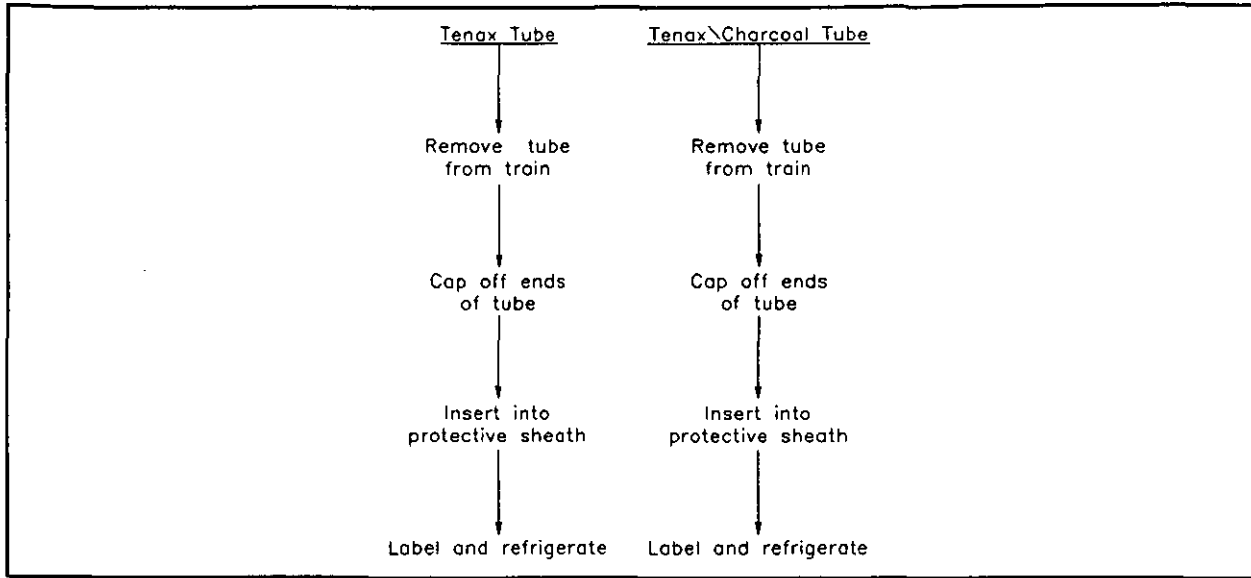 Tenax Tube
Remove tube
from train
Cap off ends
of tube
Insert into
protective sheath
Label and refrigerate
Tenax\Charcoal Tube
Remove tube
from train
Cap off ends
of tube
Insert into
protective sheath
Label and refrigerate